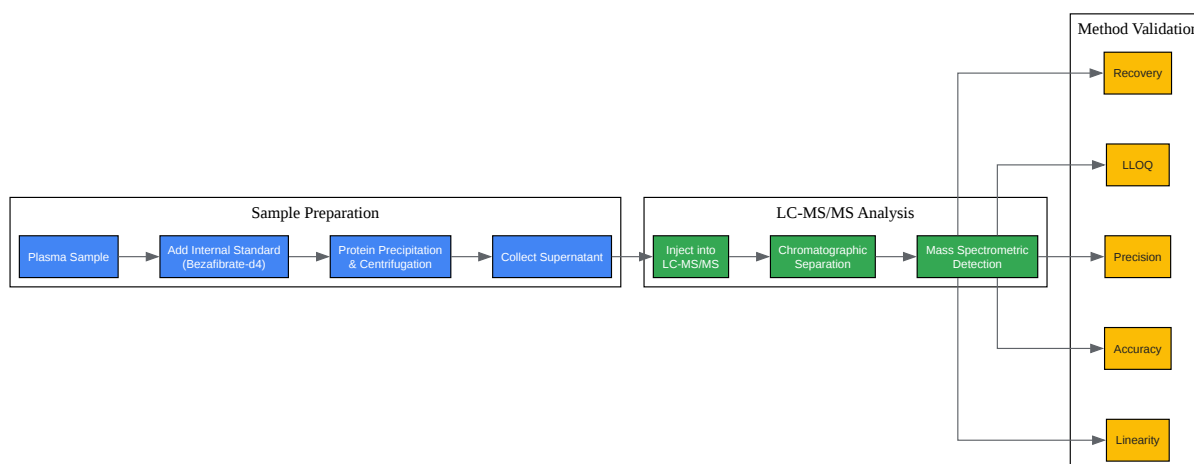 Method Validation
Recovery
LLOQ
Sample Preparation
LC-MS/MS Analysis
Plasma Sample
Add Internal Standard
(Bezafibrate-d4)
Protein Precipitation
& Centrifugation
Collect Supernatant
Inject into
LC-MS/MS
Chromatographic
Separation
Mass Spectrometric
Detection
Precision
Accuracy
Linearity